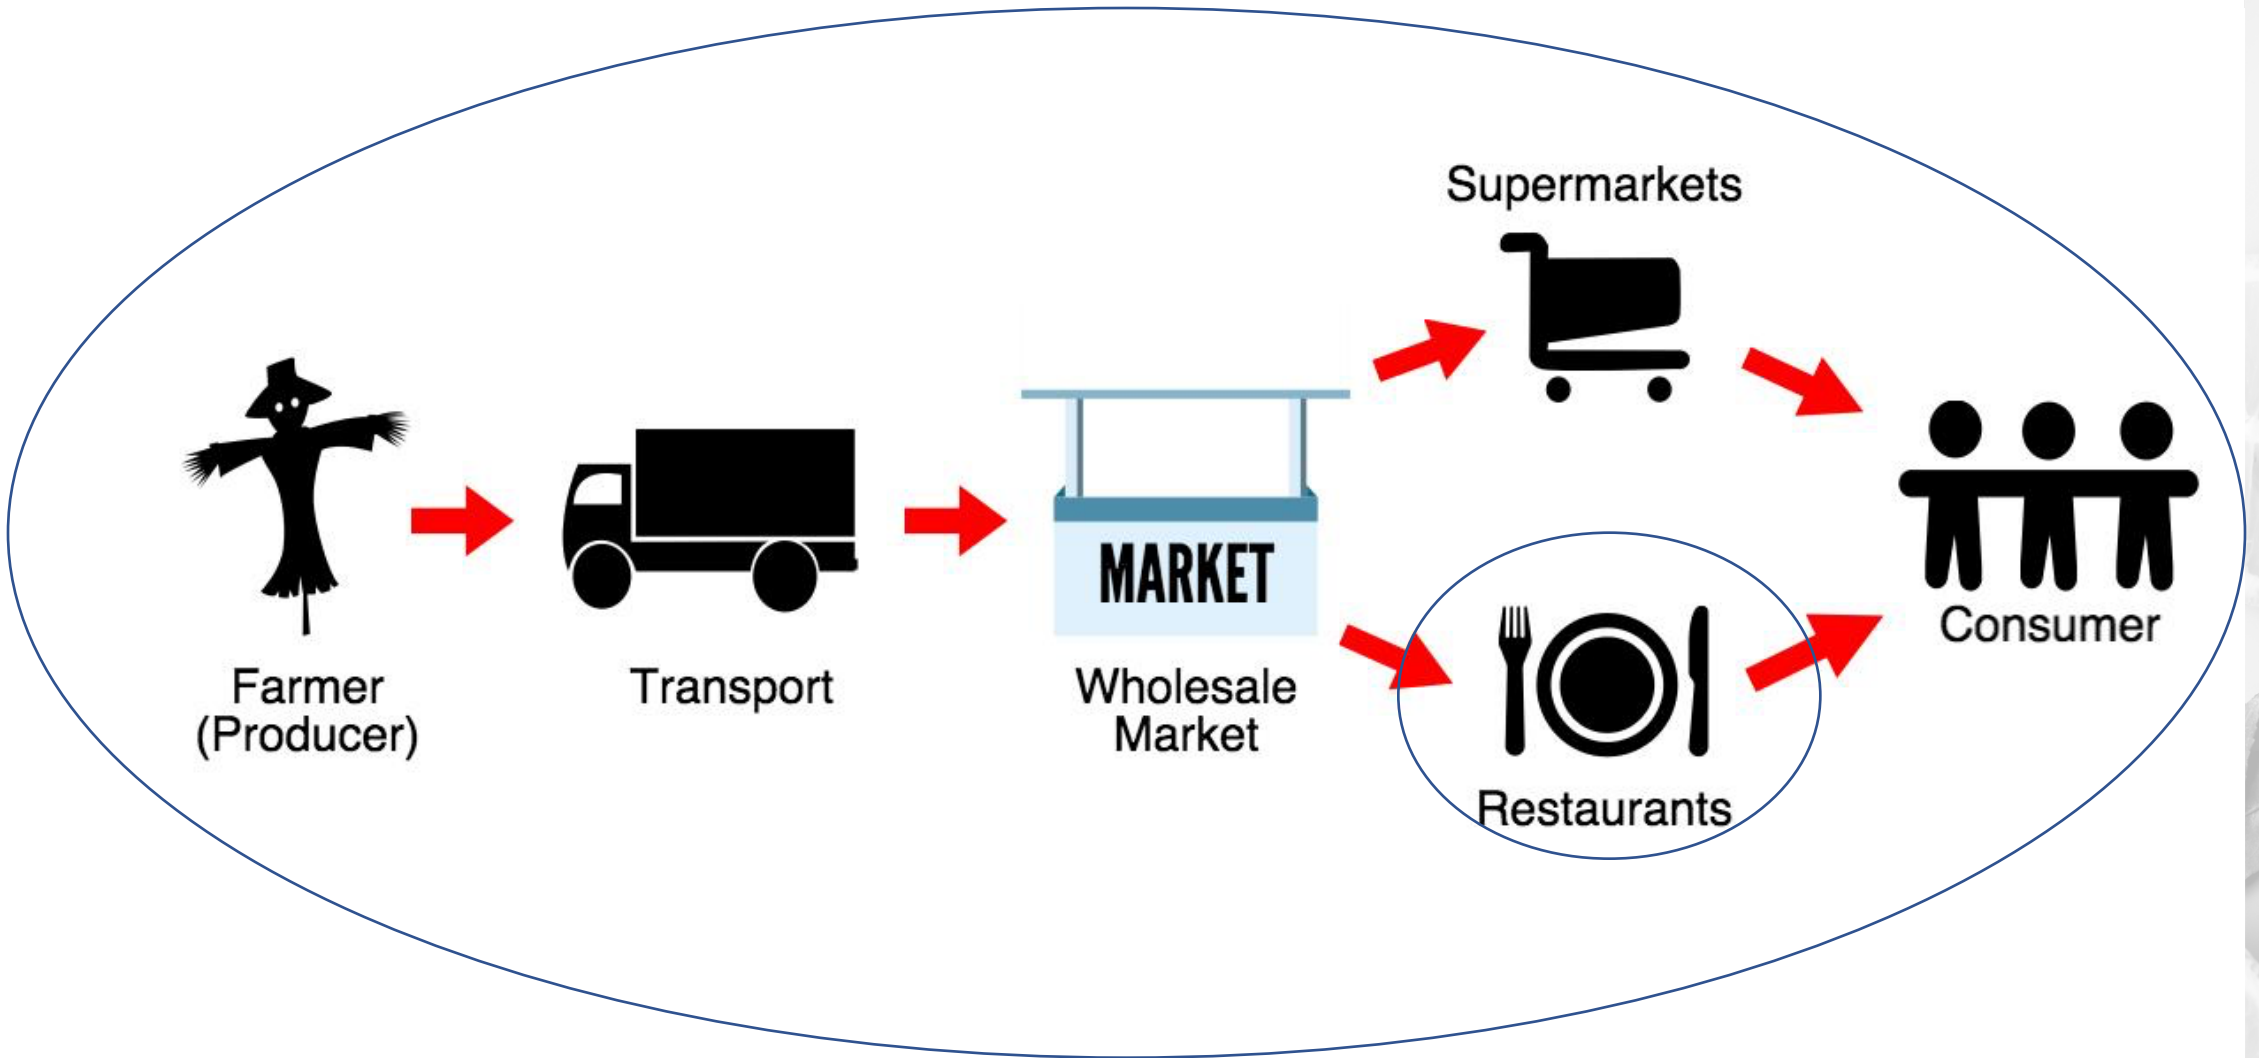 Supermarkets
MARKET
Consumer
Farmer
(Producer)
Transport
Wholesale
Market
Restaurants